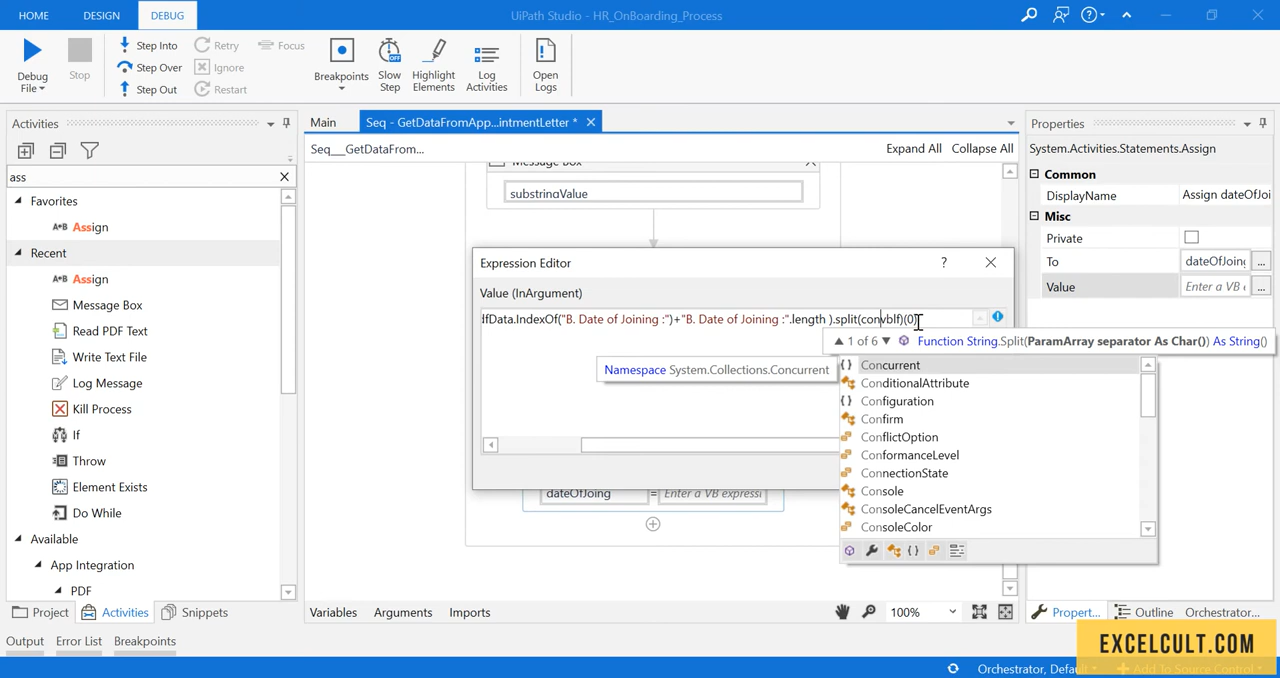 HOME DESIGN DEBUG UiPath Studio - HR_OnBoarding_Process
Debug File
Stop
Step Into
Step Over
Step Out
Retry
Ignore
Restart
Focus
Breakpoints
Slow Step
Highlight Elements
Log Activities
Open Logs
Activities
ass
Favorites
Assign
Recent
Assign
Message Box
Read PDF Text
Write Text File
Log Message
Kill Process
If
Throw
Element Exists
Do While
Available
App Integration
PDF
Project Activities Snippets
Output Error List Breakpoints
Main Seq - GetDataFromApp...intmentLetter *
Seq___GetDataFrom... Expand All Collapse All
Message Box
substringValue
Expression Editor ?
Value (InArgument)
dfData.IndexOf("B. Date of Joining :")+"B. Date of Joining :".length ).split(convblf)(0)
1 of 6 Function String.Split(ParamArray separator As Char()) As String()
Namespace System.Collections.Concurrent
Concurrent
ConditionalAttribute
Configuration
Confirm
ConflictOption
ConformanceLevel
ConnectionState
Console
ConsoleCancelEventArgs
ConsoleColor
dateOfJoing = Enter a VB expressi
Variables Arguments Imports 100%
Properties
System.Activities.Statements.Assign
Common
DisplayName Assign dateOfJoi
Misc
Private
To dateOfJoing ...
Value Enter a VB ...
Propert... Outline Orchestrator...
EXCELCULT.COM
Orchestrator, Default Add To Source Control